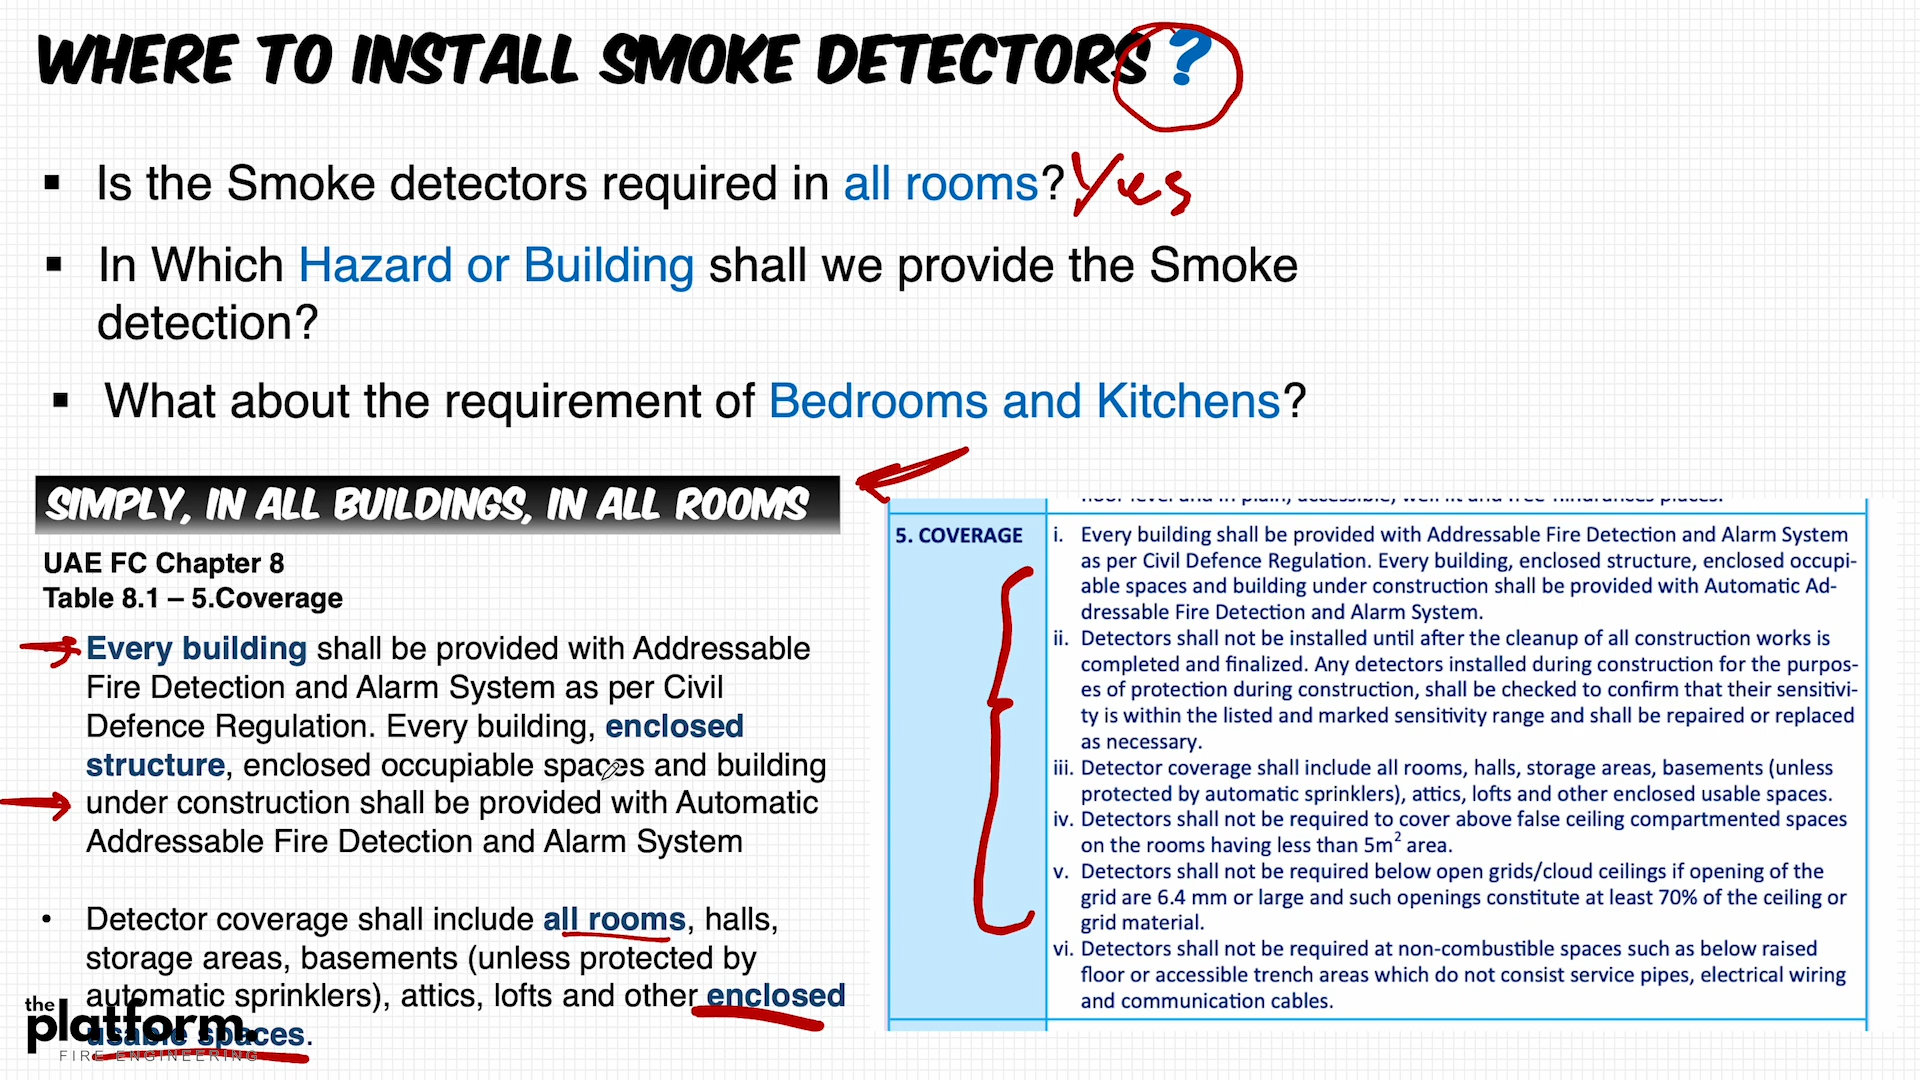 WHERE TO INSTALL SMOKE DETECTORS ?
▪ Is the Smoke detectors required in all rooms? Yes
▪ In Which Hazard or Building shall we provide the Smoke
detection?
▪ What about the requirement of Bedrooms and Kitchens?
SIMPLY, IN ALL BUILDINGS, IN ALL ROOMS
UAE FC Chapter 8
Table 8.1 – 5.Coverage
Every building shall be provided with Addressable
Fire Detection and Alarm System as per Civil
Defence Regulation. Every building, enclosed
structure, enclosed occupiable spaces and building
under construction shall be provided with Automatic
Addressable Fire Detection and Alarm System
• Detector coverage shall include all rooms, halls,
storage areas, basements (unless protected by
automatic sprinklers), attics, lofts and other enclosed
usable spaces.
the
platform.
FIRE ENGINEERING
5. COVERAGE
i. Every building shall be provided with Addressable Fire Detection and Alarm System
as per Civil Defence Regulation. Every building, enclosed structure, enclosed occupi-
able spaces and building under construction shall be provided with Automatic Ad-
dressable Fire Detection and Alarm System.
ii. Detectors shall not be installed until after the cleanup of all construction works is
completed and finalized. Any detectors installed during construction for the purpos-
es of protection during construction, shall be checked to confirm that their sensitivi-
ty is within the listed and marked sensitivity range and shall be repaired or replaced
as necessary.
iii. Detector coverage shall include all rooms, halls, storage areas, basements (unless
protected by automatic sprinklers), attics, lofts and other enclosed usable spaces.
iv. Detectors shall not be required to cover above false ceiling compartmented spaces
on the rooms having less than 5m² area.
v. Detectors shall not be required below open grids/cloud ceilings if opening of the
grid are 6.4 mm or large and such openings constitute at least 70% of the ceiling or
grid material.
vi. Detectors shall not be required at non-combustible spaces such as below raised
floor or accessible trench areas which do not consist service pipes, electrical wiring
and communication cables.